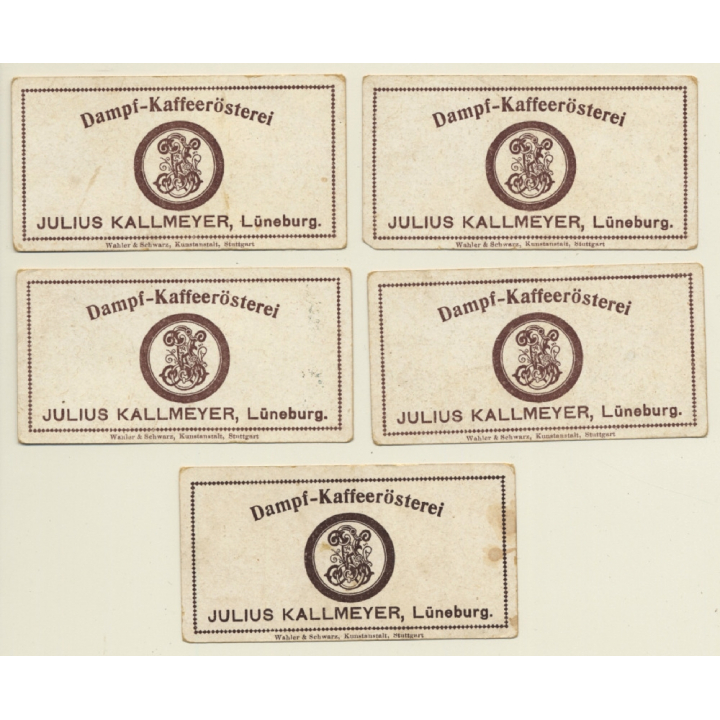 Dampf-Kaffeerösterei
JULIUS KALLMEYER, Lüneburg.
Wahler & Schwarz, Kunstanstalt, Stuttgart
Dampf-Kaffeerösterei
JULIUS KALLMEYER, Lüneburg.
Wahler & Schwarz, Kunstanstalt, Stuttgart
Dampf-Kaffeerösterei
JULIUS KALLMEYER, Lüneburg.
Wahler & Schwarz, Kunstanstalt, Stuttgart
Dampf-Kaffeerösterei
JULIUS KALLMEYER, Lüneburg.
Wahler & Schwarz, Kunstanstalt, Stuttgart
Dampf-Kaffeerösterei
JULIUS KALLMEYER, Lüneburg.
Wahler & Schwarz, Kunstanstalt, Stuttgart